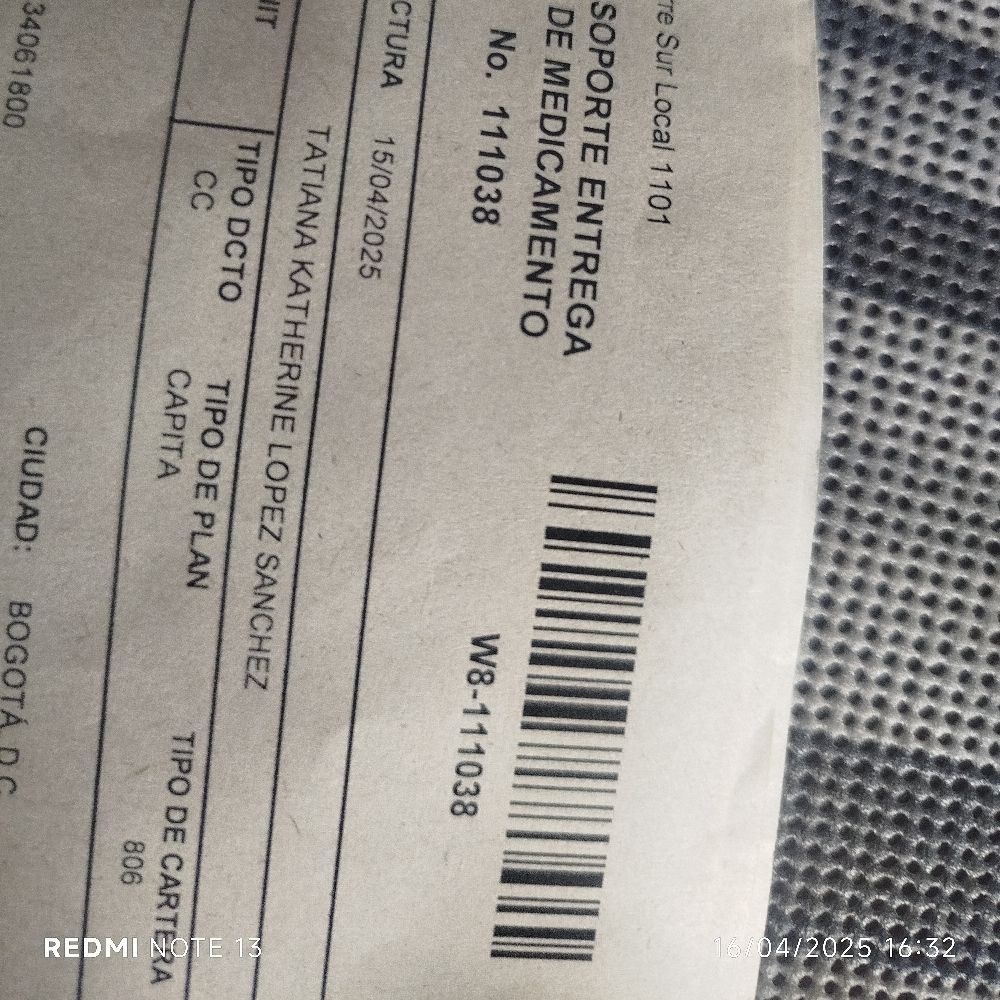 rre Sur Local 1101
SOPORTE ENTREGA
DE MEDICAMENTO
No. 111038
W8-111038
CTURA 15/04/2025
TATIANA KATHERINE LOPEZ SANCHEZ
NIT TIPO DCTO TIPO DE PLAN TIPO DE CARTERA
CC CAPITA 806
34061800 CIUDAD: BOGOTÁ D.C
REDMI NOTE 13
16/04/2025 16:32